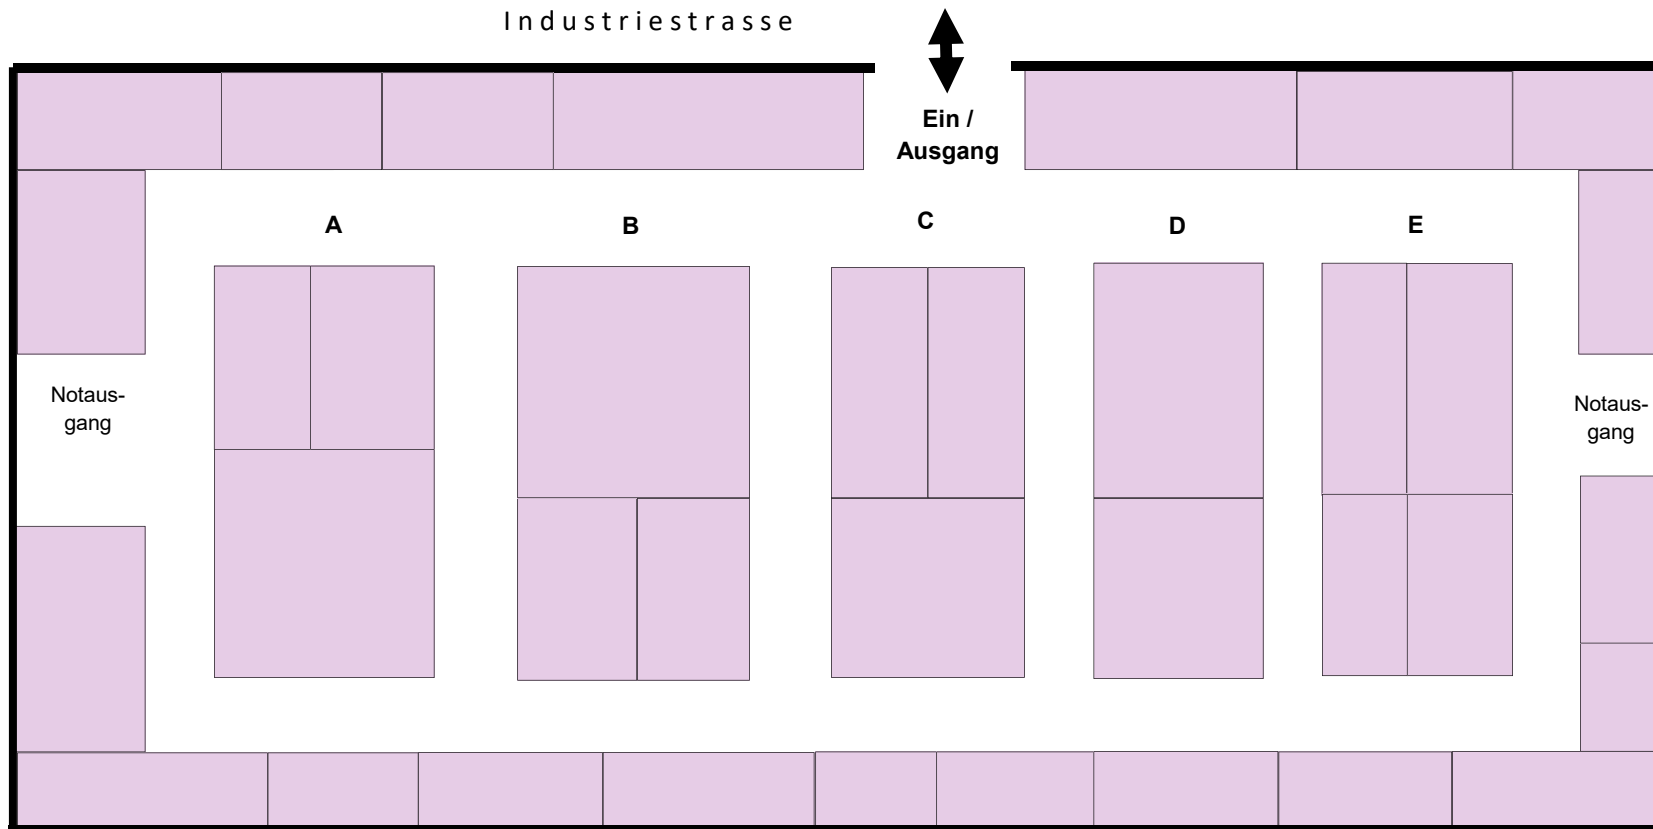 Industriestrasse
Ein /
Ausgang
A
B
C
D
E
Notaus-
gang
Notaus-
gang